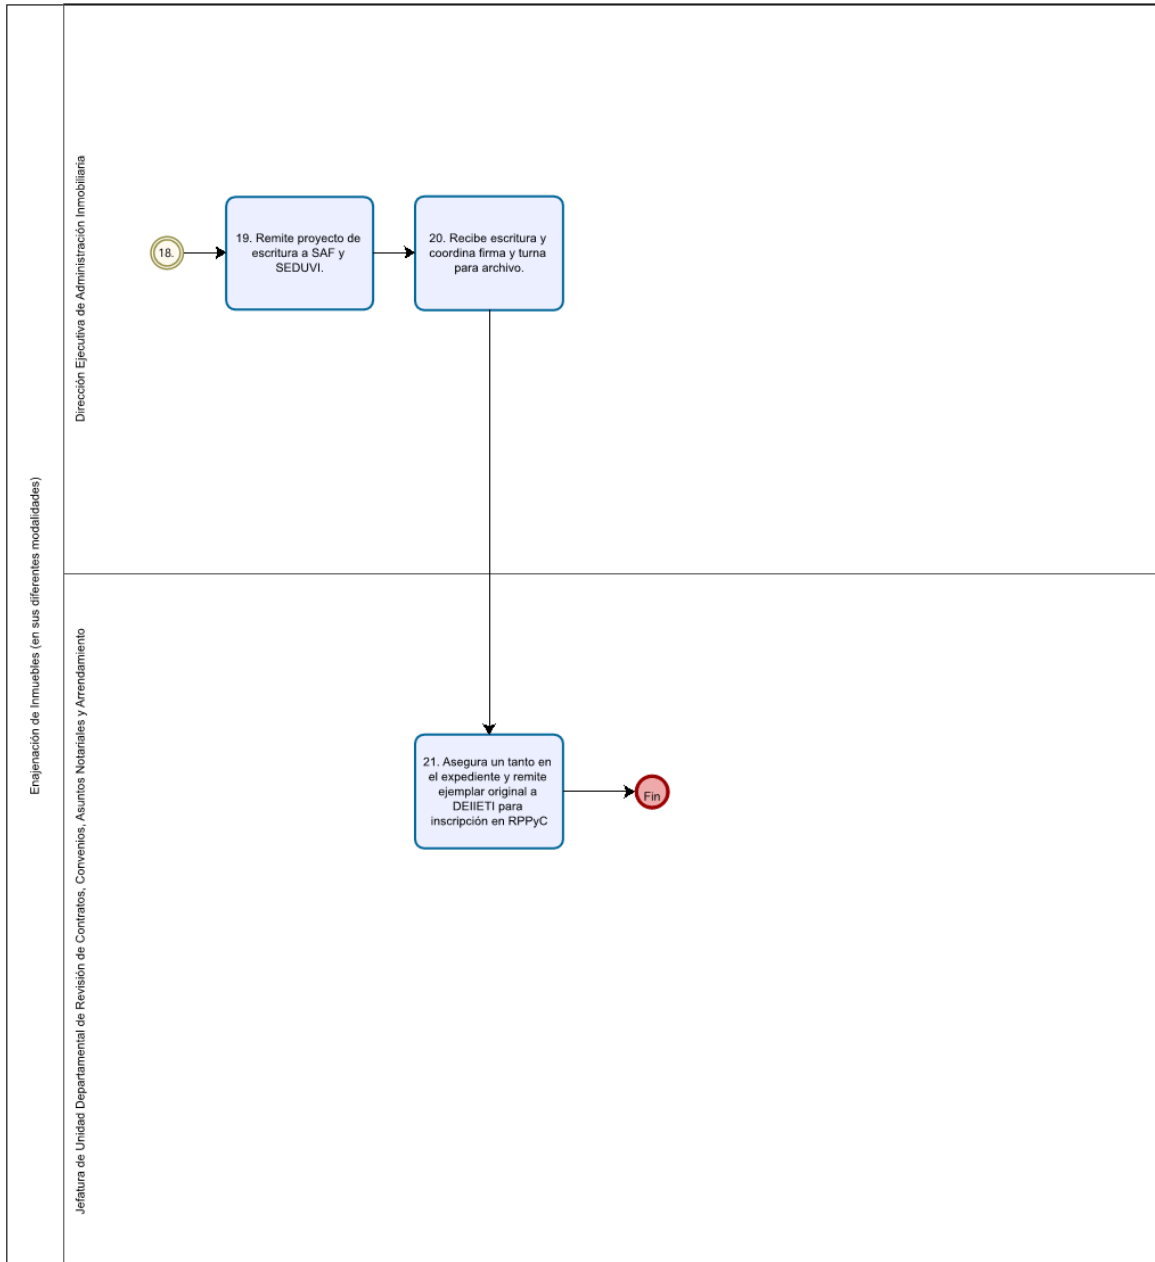 Enajenación de Inmuebles (en sus diferentes modalidades)
Dirección Ejecutiva de Administración Inmobiliaria
18.
19. Remite proyecto de
escritura a SAF y
SEDUVI.
20. Recibe escritura y
coordina firma y turna
para archivo.
Jefatura de Unidad Departamental de Revisión de Contratos, Convenios, Asuntos Notariales y Arrendamiento
21. Asegura un tanto en
el expediente y remite
ejemplar original a
DEIIETI para
inscripción en RPPyC
Fin